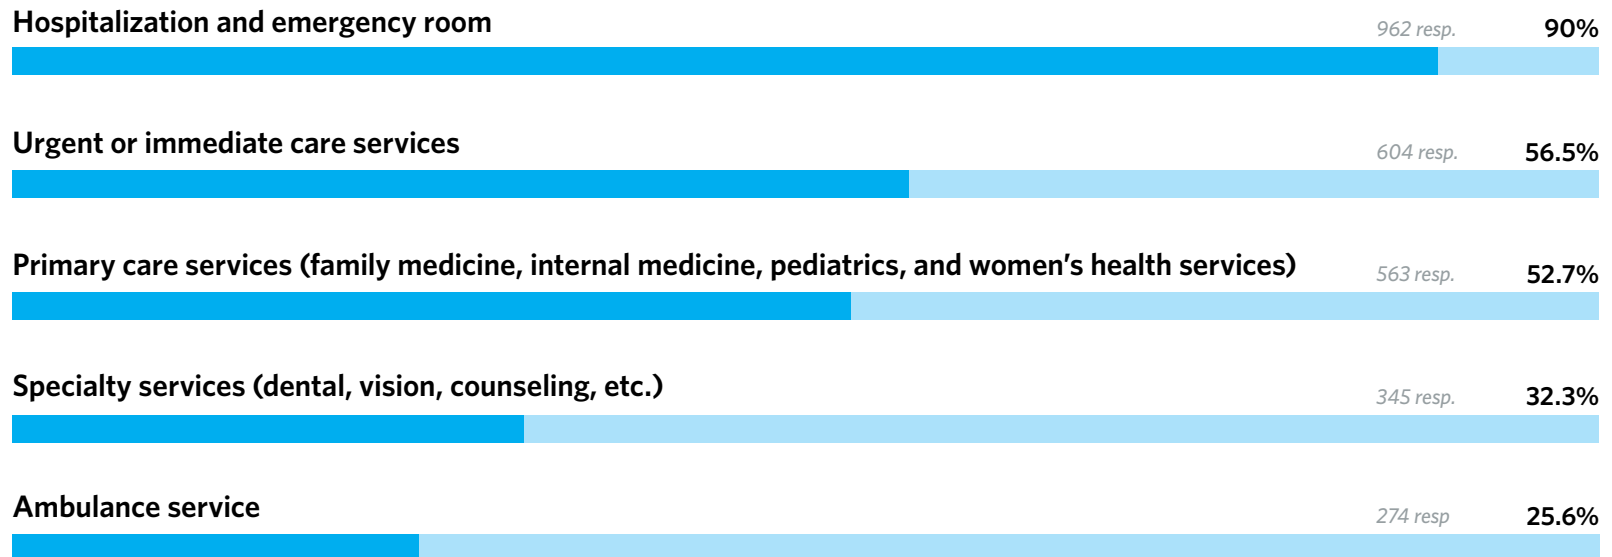 Hospitalization and emergency room 962 resp. 90%
Urgent or immediate care services 604 resp. 56.5%
Primary care services (family medicine, internal medicine, pediatrics, and women’s health services) 563 resp. 52.7%
Specialty services (dental, vision, counseling, etc.) 345 resp. 32.3%
Ambulance service 274 resp 25.6%